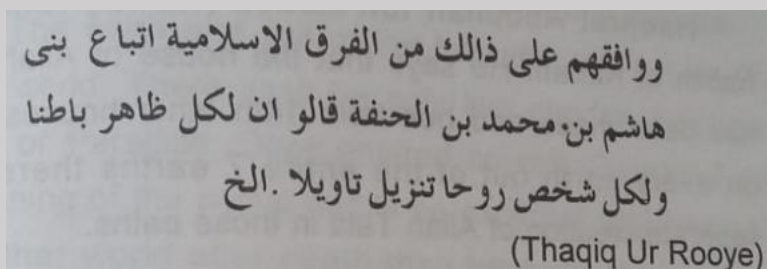 ووافقهم على ذالك من الفرق الاسلامية اتباع بنى
هاشم بن محمد بن الحنفة قالو ان لكل ظاهر باطنا
ولكل شخص روحا تنزيل تاويلا .الخ
(Thaqiq Ur Rooye)